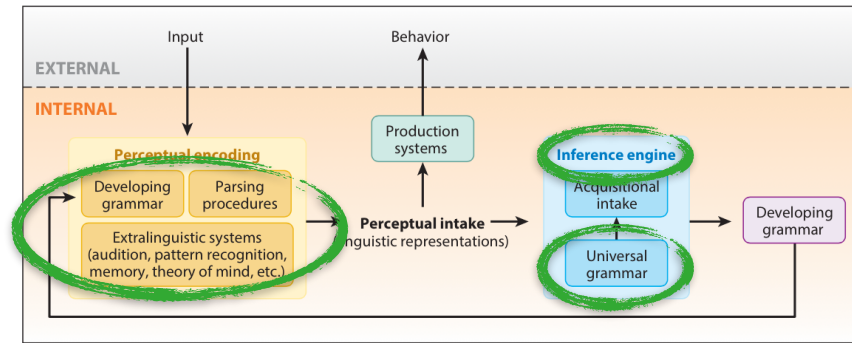 Input
Behavior
EXTERNAL
INTERNAL
Production
systems
Perceptual encoding
Developing
grammar
Parsing
procedures
Extralinguistic systems
(audition, pattern recognition,
memory, theory of mind, etc.)
Perceptual intake
(linguistic representations)
Inference engine
Acquisitional
intake
Universal
grammar
Developing
grammar